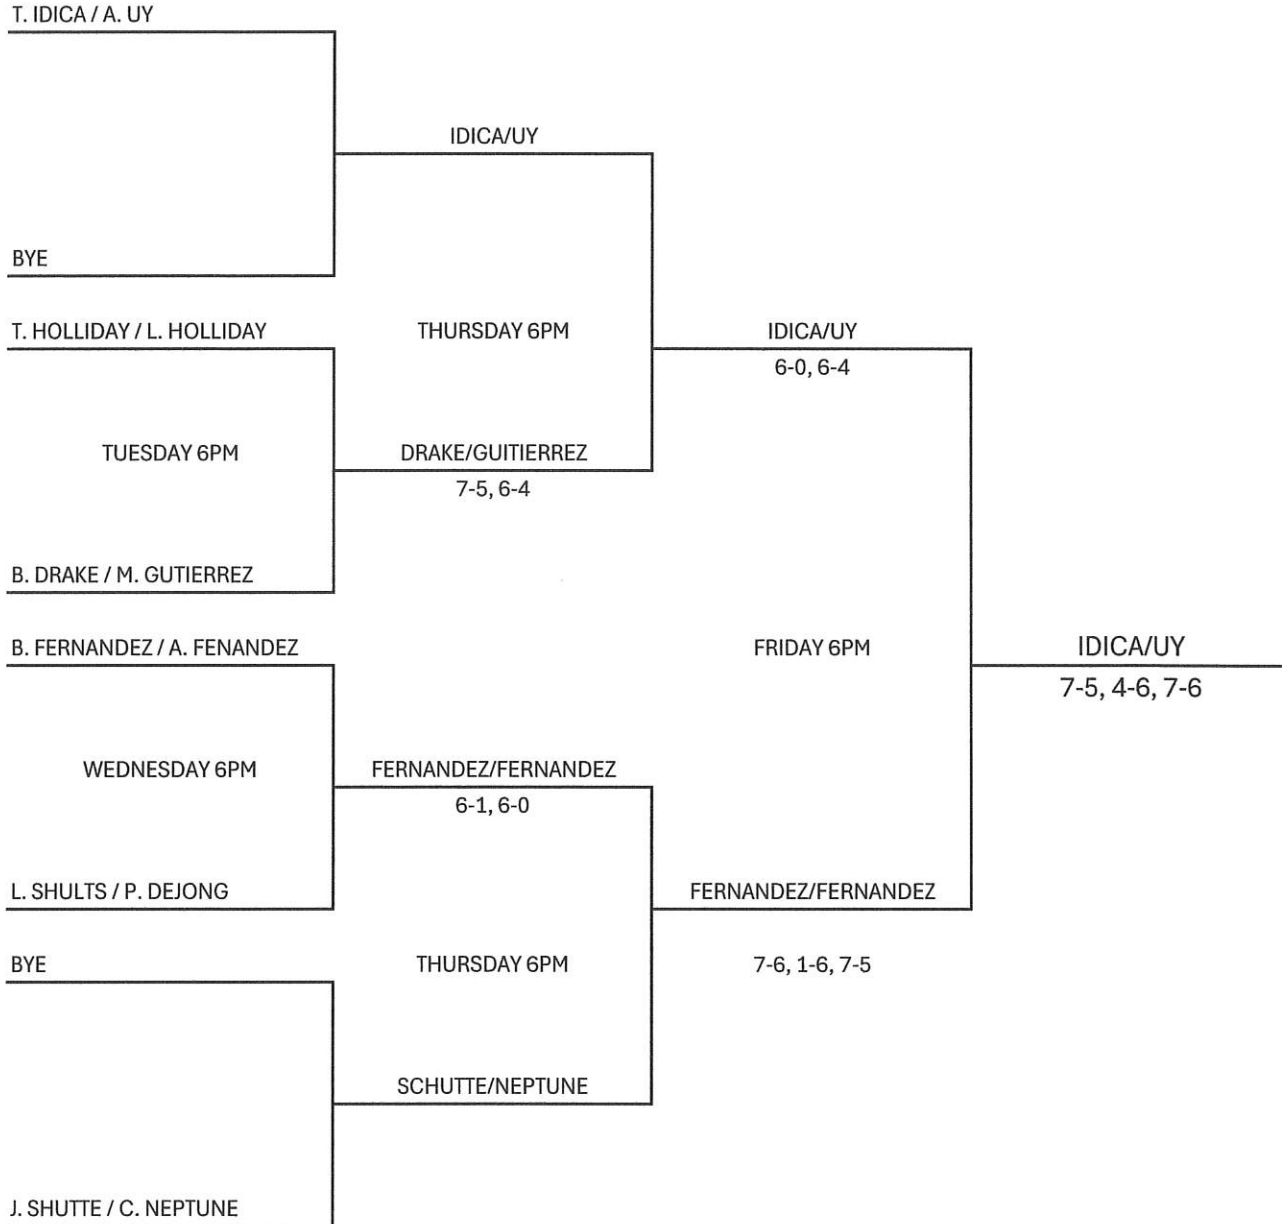 T. IDICA / A. UY
IDICA/UY
BYE
T. HOLLIDAY / L. HOLLIDAY
THURSDAY 6PM
IDICA/UY
6-0, 6-4
TUESDAY 6PM
DRAKE/GUITIERREZ
7-5, 6-4
B. DRAKE / M. GUTIERREZ
B. FERNANDEZ / A. FENANDEZ
FRIDAY 6PM
IDICA/UY
7-5, 4-6, 7-6
WEDNESDAY 6PM
FERNANDEZ/FERNANDEZ
6-1, 6-0
L. SHULTS / P. DEJONG
FERNANDEZ/FERNANDEZ
BYE
THURSDAY 6PM
7-6, 1-6, 7-5
SCHUTTE/NEPTUNE
J. SHUTTE / C. NEPTUNE